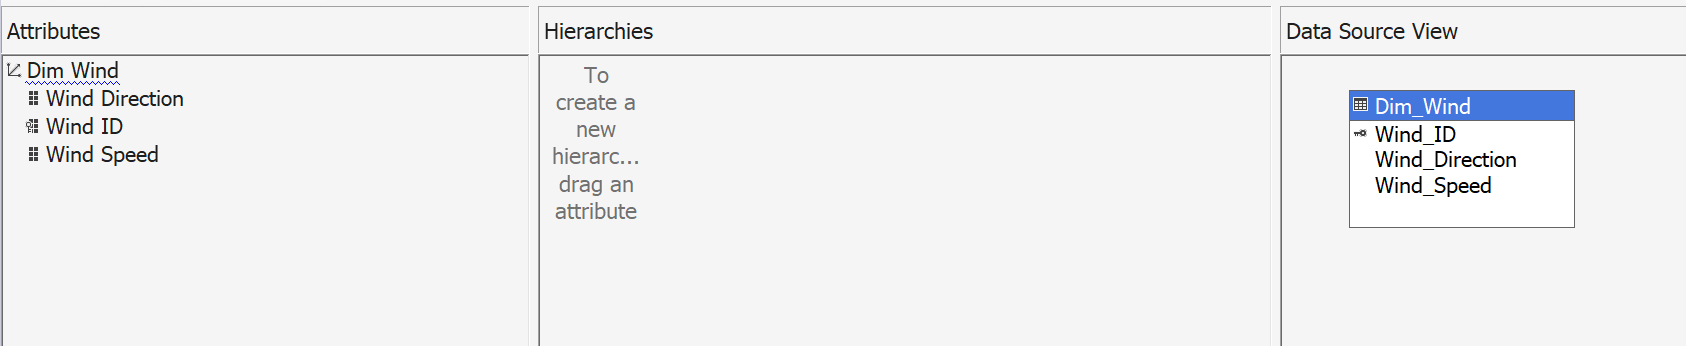 Attributes
Dim Wind
Wind Direction
Wind ID
Wind Speed
Hierarchies
To
create a
new
hierarc...
drag an
attribute
Data Source View
Dim_Wind
Wind_ID
Wind_Direction
Wind_Speed